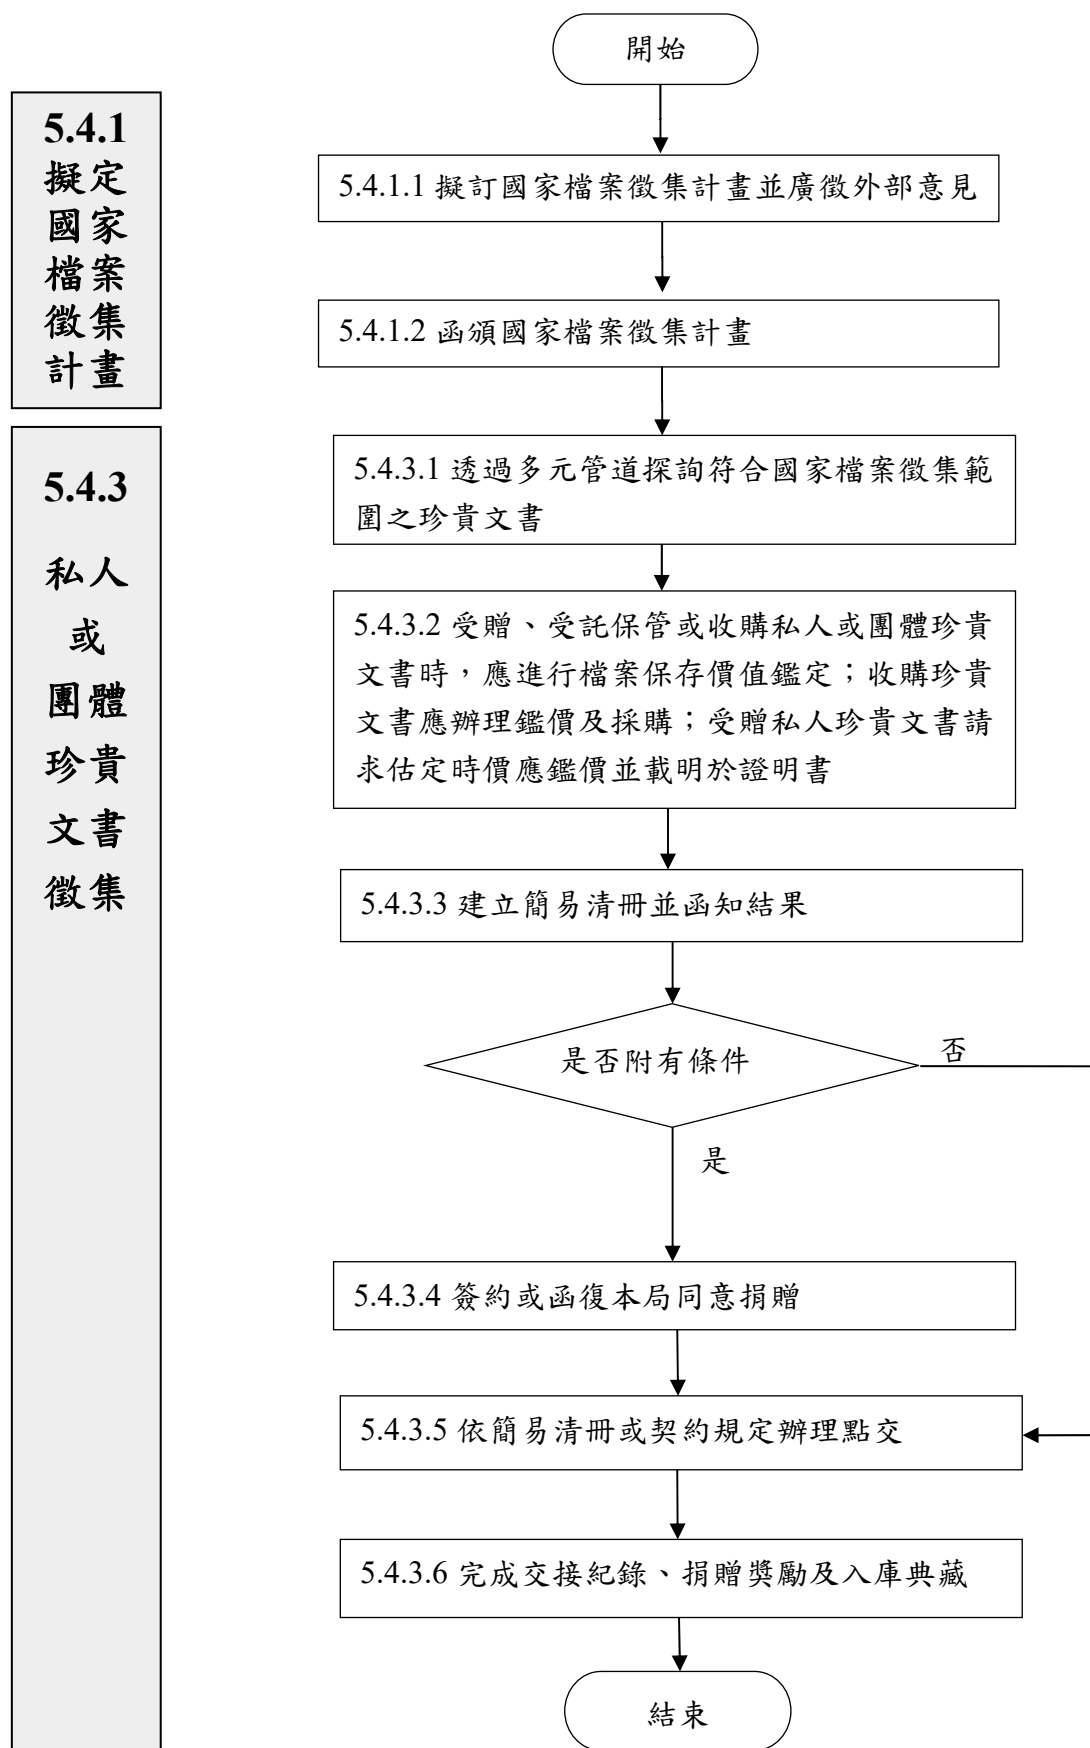 開始
5.4.1
擬定
國家
檔案
徵集
計畫
5.4.1.1 擬訂國家檔案徵集計畫並廣徵外部意見
5.4.1.2 函頒國家檔案徵集計畫
5.4.3
私人
或
團體
珍貴
文書
徵集
5.4.3.1 透過多元管道探詢符合國家檔案徵集範
圍之珍貴文書
5.4.3.2 受贈、受託保管或收購私人或團體珍貴
文書時，應進行檔案保存價值鑑定；收購珍貴
文書應辦理鑑價及採購；受贈私人珍貴文書請
求估定時價應鑑價並載明於證明書
5.4.3.3 建立簡易清冊並函知結果
是否附有條件
否
是
5.4.3.4 簽約或函復本局同意捐贈
5.4.3.5 依簡易清冊或契約規定辦理點交
5.4.3.6 完成交接紀錄、捐贈獎勵及入庫典藏
結束